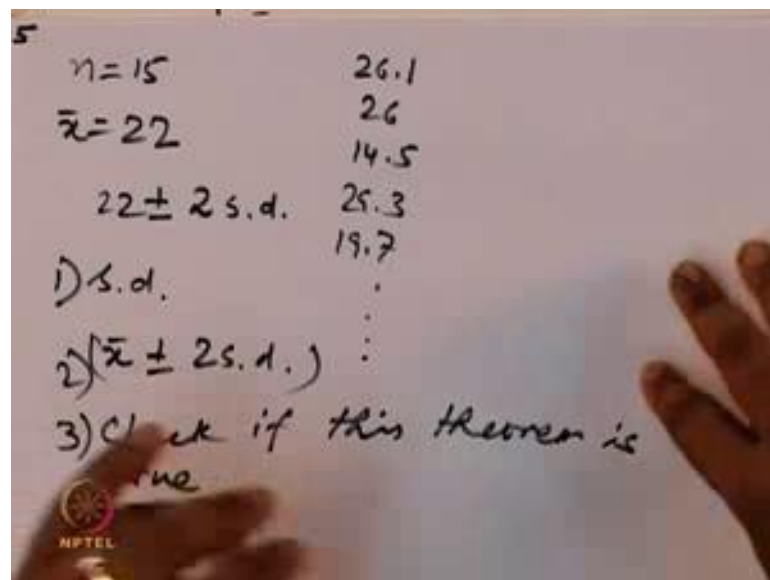 5
n=15 26.1
x̄=22 26
14.5
22 ± 2 s.d. 25.3
19.7
1) s.d.
2) (x̄ ± 2s.d.)
3) if this theorem is
NPTEL